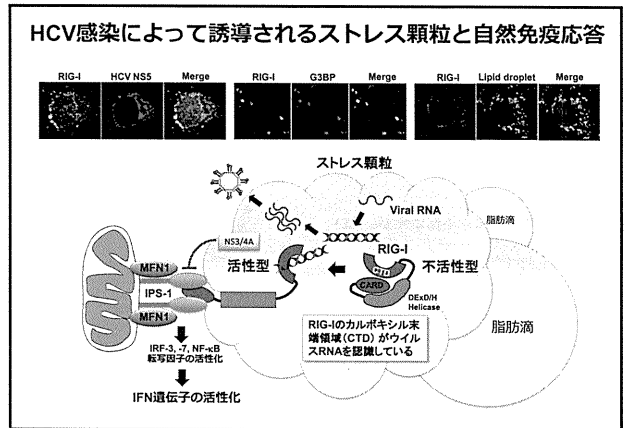 HCV感染によって誘導されるストレス顆粒と自然免疫応答
RIG-I HCV NS5 Merge
RIG-I G3BP Merge
RIG-I Lipid droplet Merge
ストレス顆粒
Viral RNA
脂肪滴
NS3/4A
RIG-I
活性型
不活性型
MFN1
IPS-1
MFN1
CARD
DExD/H
Helicase
脂肪滴
RIG-Iのカルボキシル末
端領域(CTD)がウイル
スRNAを認識している
IRF-3, -7, NF-κB
転写因子の活性化
IFN遺伝子の活性化